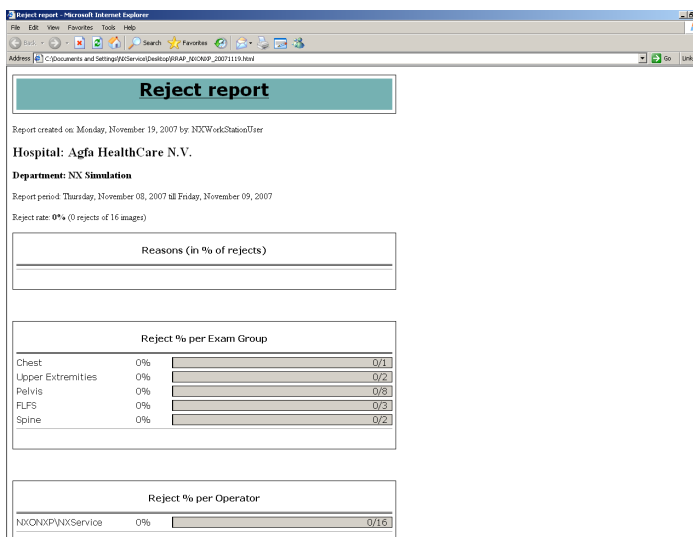 Reject report - Microsoft Internet Explorer
File Edit View Favorites Tools Help
Back Search Favorites
Address C:\Documents and Settings\NXService\Desktop\RRAP_NXONXP_20071119.html Go Link
Reject report
Report created on: Monday, November 19, 2007 by: NXWorkStationUser
Hospital: Agfa HealthCare N.V.
Department: NX Simulation
Report period: Thursday, November 08, 2007 till Friday, November 09, 2007
Reject rate: 0% (0 rejects of 16 images)
Reasons (in % of rejects)
Reject % per Exam Group
Chest 0% 0/1
Upper Extremities 0% 0/2
Pelvis 0% 0/8
FLFS 0% 0/3
Spine 0% 0/2
Reject % per Operator
NXONXP\NXService 0% 0/16